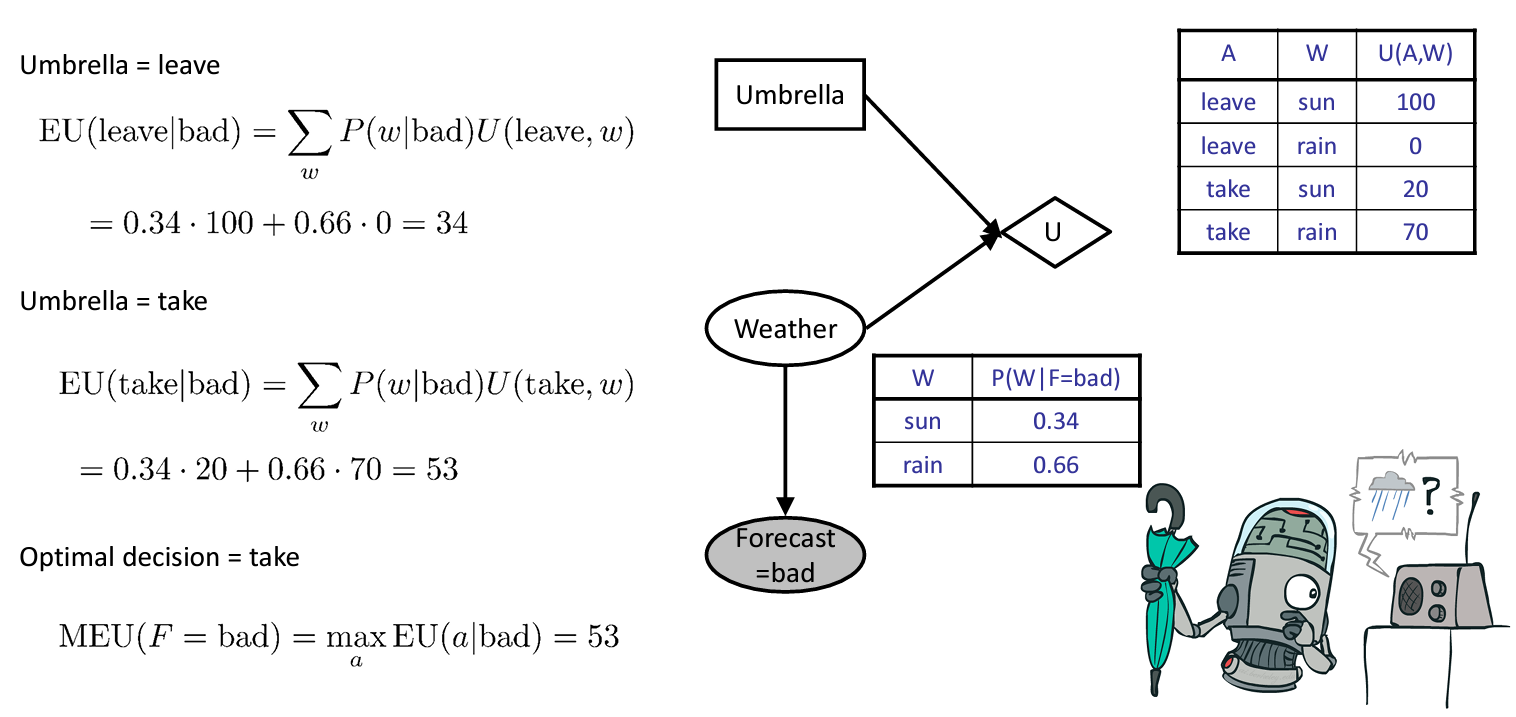 Umbrella = leave
EU(leave|bad) = ∑_w P(w|bad)U(leave, w)
= 0.34 · 100 + 0.66 · 0 = 34
Umbrella = take
EU(take|bad) = ∑_w P(w|bad)U(take, w)
= 0.34 · 20 + 0.66 · 70 = 53
Optimal decision = take
MEU(F = bad) = max_a EU(a|bad) = 53
Umbrella
U
Weather
Forecast
=bad
A W U(A,W)
leave sun 100
leave rain 0
take sun 20
take rain 70
W P(W|F=bad)
sun 0.34
rain 0.66
?